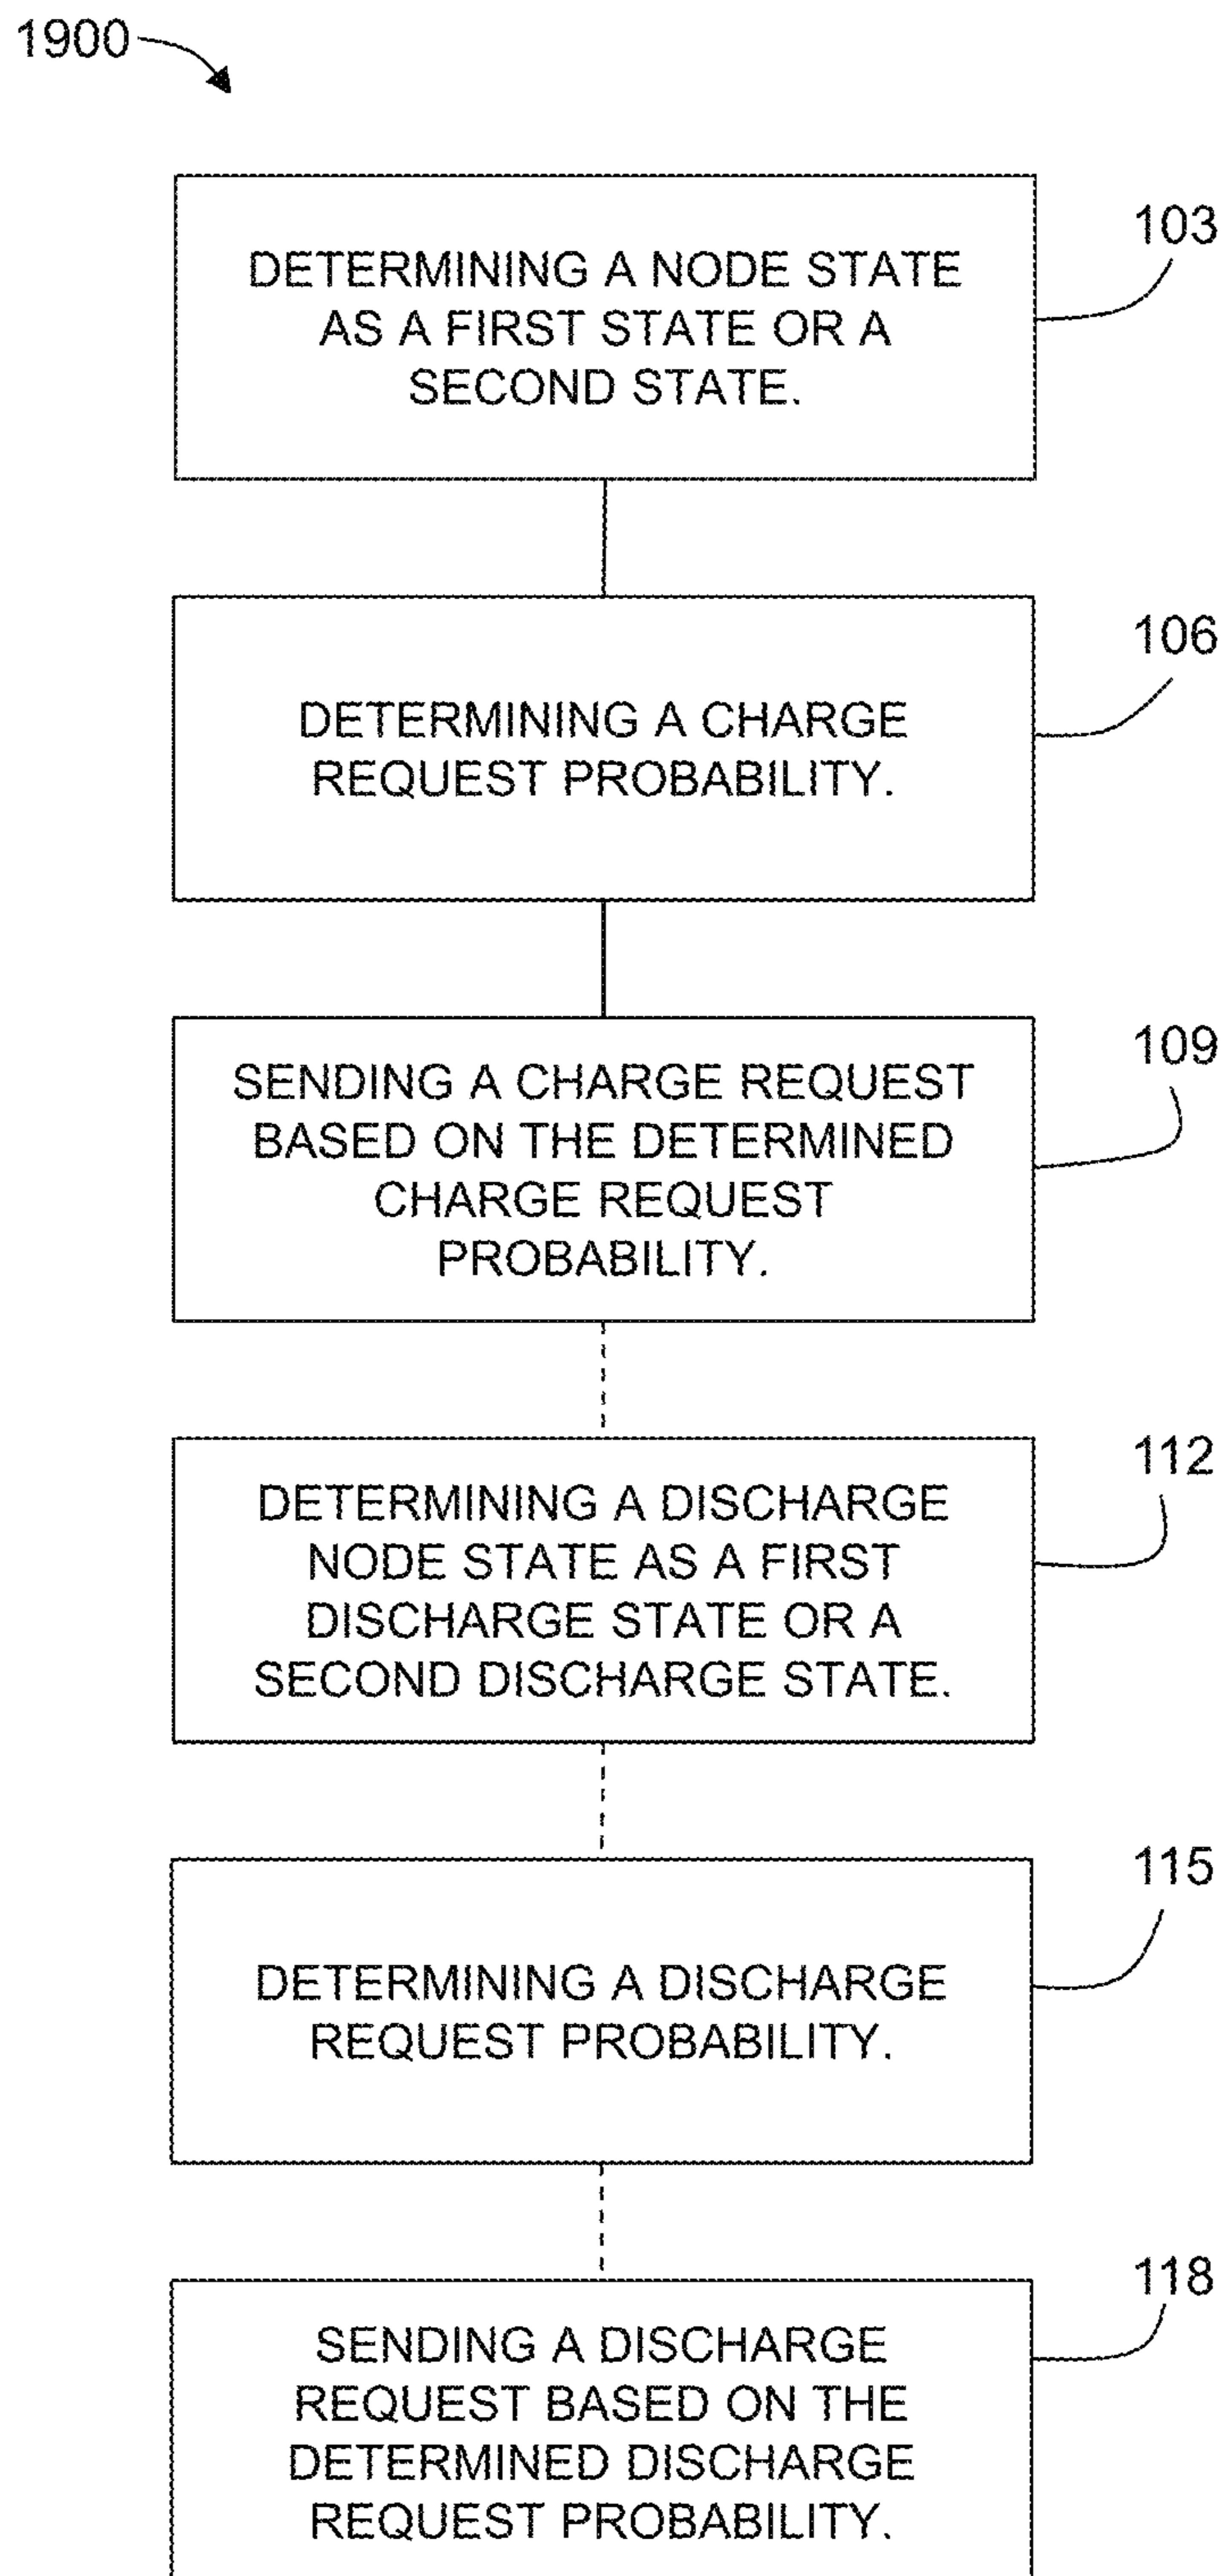 1900
DETERMINING A NODE STATE
AS A FIRST STATE OR A
SECOND STATE.
103
DETERMINING A CHARGE
REQUEST PROBABILITY.
106
SENDING A CHARGE REQUEST
BASED ON THE DETERMINED
CHARGE REQUEST
PROBABILITY.
109
DETERMINING A DISCHARGE
NODE STATE AS A FIRST
DISCHARGE STATE OR A
SECOND DISCHARGE STATE.
112
DETERMINING A DISCHARGE
REQUEST PROBABILITY.
115
SENDING A DISCHARGE
REQUEST BASED ON THE
DETERMINED DISCHARGE
REQUEST PROBABILITY.
118